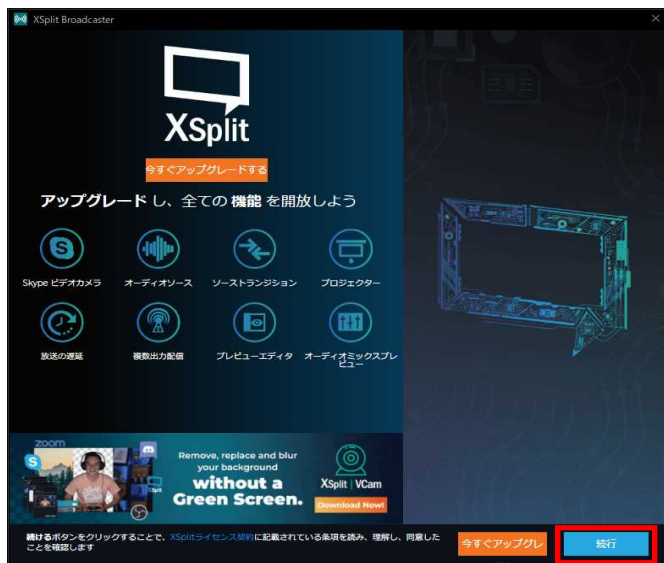 XSplit Broadcaster
XSplit
今すぐアップグレードする
アップグレード し、全ての 機能 を開放しよう
Skype ビデオカメラ
オーディオソース
ソーストランジション
プロジェクター
放送の遅延
複数出力配信
プレビューエディタ
オーディオミックスプレ
ビュー
zoom
Remove, replace and blur
your background
without a
Green Screen.
XSplit VCam
Download Now!
続けるボタンをクリックすることで、XSplitライセンス契約に記載されている条項を読み、理解し、同意した
ことを確認します
今すぐアップグレ
続行